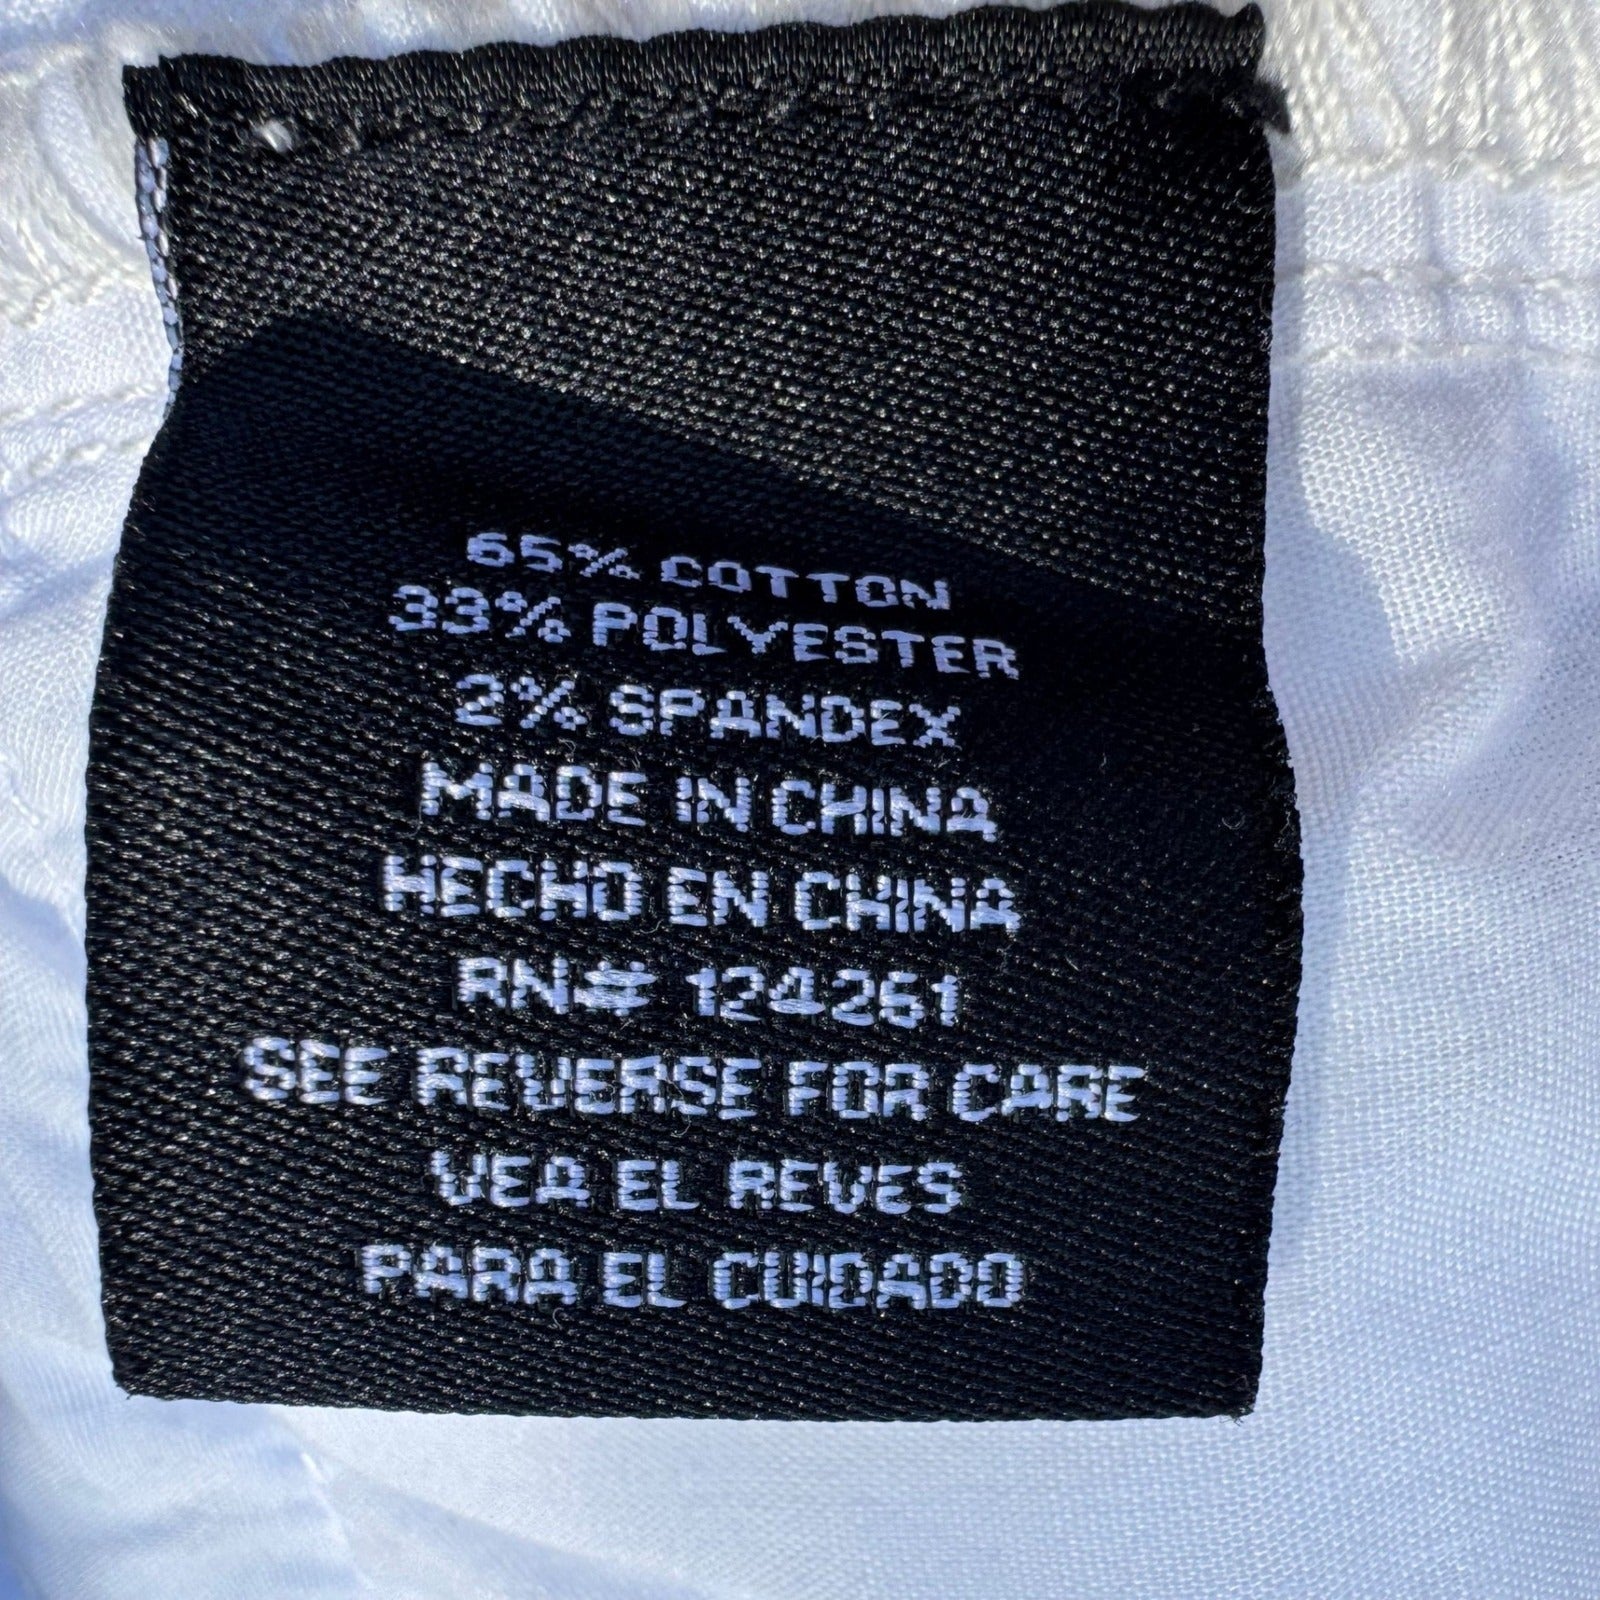 65% COTTON
33% POLYESTER
2% SPANDEX
MADE IN CHINA
HECHO EN CHINA
RN# 124251
SEE REVERSE FOR CARE
VEA EL REVES
PARA EL CUIDADO